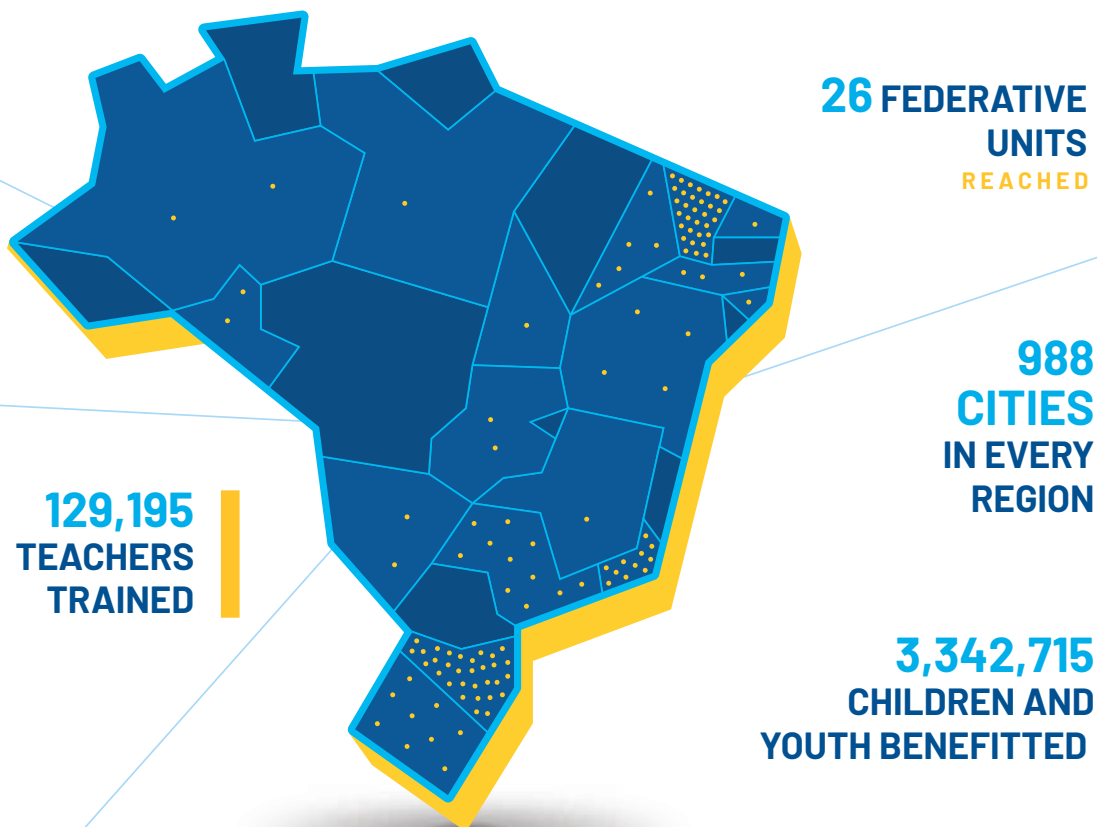 26 FEDERATIVE
UNITS
REACHED
988
CITIES
IN EVERY
REGION
129,195
TEACHERS
TRAINED
3,342,715
CHILDREN AND
YOUTH BENEFITTED